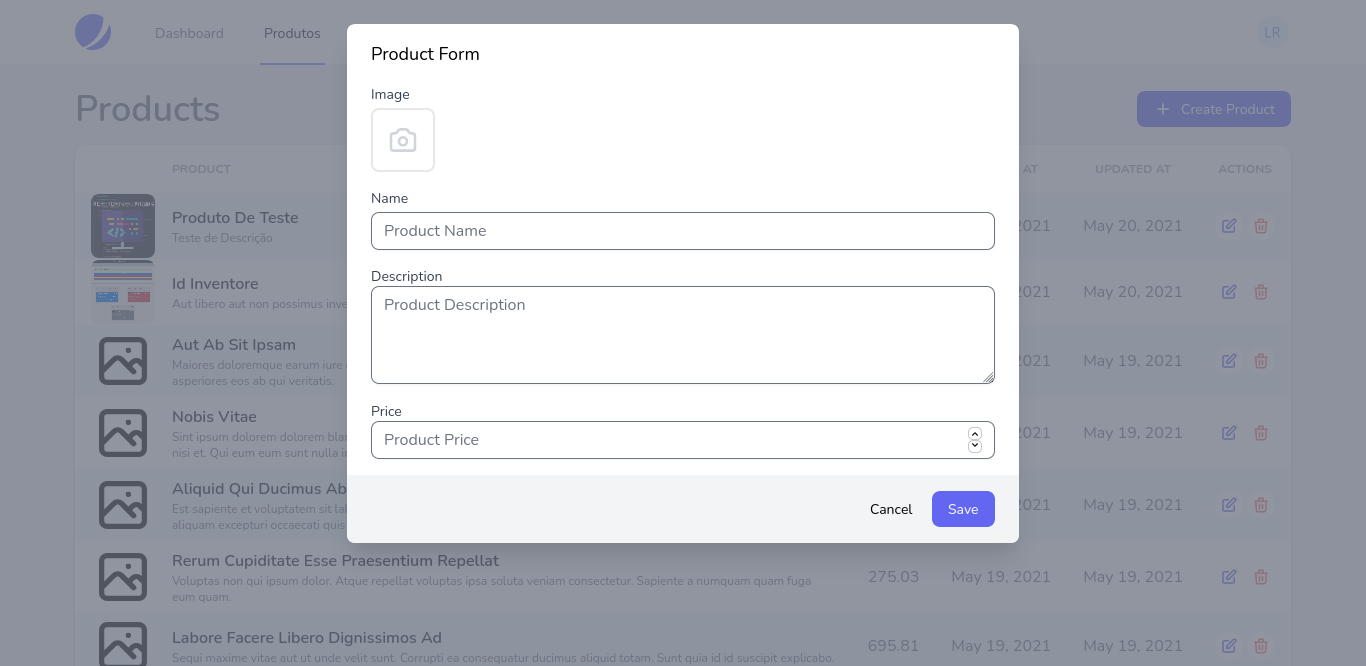 Dashboard
Produtos
LR
Products
Create Product
PRODUCT
AT
UPDATED AT
ACTIONS
Produto De Teste
Teste de Descrição
2021
May 20, 2021
Id Inventore
Aut libero aut non possimus
2021
May 20, 2021
Aut Ab Sit Ipsam
Maiores doloremque earum iure
asperiores eos ab qui veritatis.
2021
May 19, 2021
Nobis Vitae
Sint ipsum dolorem dolorem
nisi et. Qui eum eum sunt nulla
2021
May 19, 2021
Aliquid Qui Ducimus Ab
Est sapiente et voluptatem sit
aliquam excepturi occaecati quis
2021
May 19, 2021
Rerum Cupiditate Esse Praesentium Repellat
Voluptas non qui ipsum dolor. Atque repellat voluptas ipsa soluta veniam consectetur. Sapiente a numquam quam fuga
eum quam.
275.03
May 19, 2021
May 19, 2021
Labore Facere Libero Dignissimos Ad
Sequi maxime vitae aut ut unde velit sunt. Corrupti ea consequatur ducimus aliquid totam. Sunt quia id id suscipit explicabo.
695.81
May 19, 2021
May 19, 2021
Product Form
Image
Name
Product Name
Description
Product Description
Price
Product Price
Cancel
Save